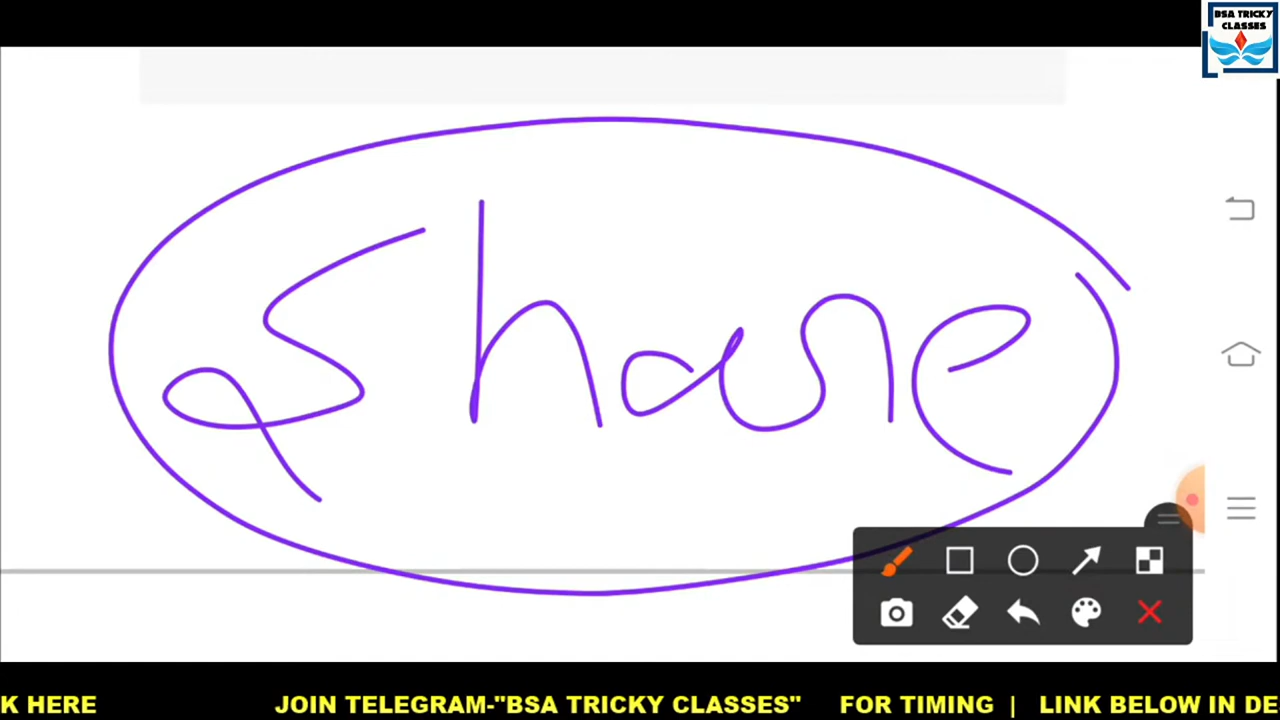 BSA TRICKY
CLASSES
Share
K HERE JOIN TELEGRAM-"BSA TRICKY CLASSES" FOR TIMING | LINK BELOW IN DE